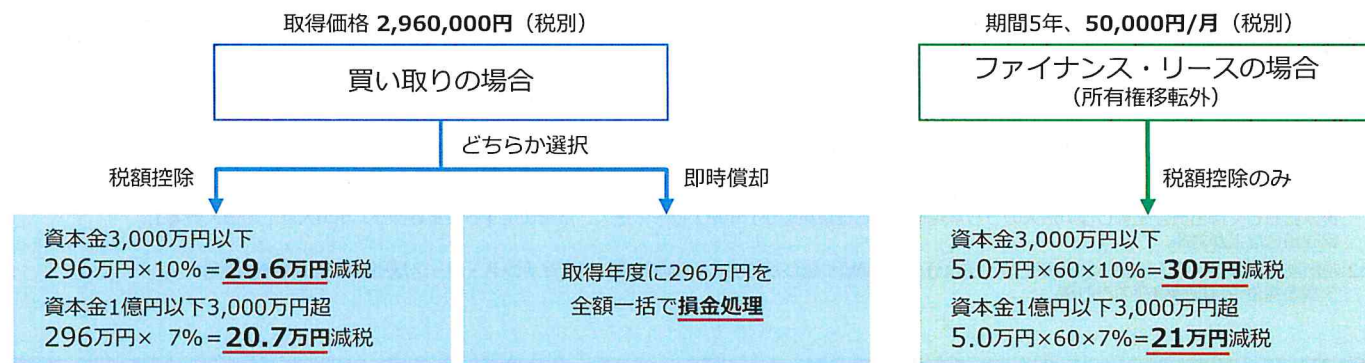 取得価格 2,960,000円（税別）
買い取りの場合
どちらか選択
税額控除
即時償却
資本金3,000万円以下
296万円×10%＝29.6万円減税
資本金1億円以下3,000万円超
296万円× 7%＝20.7万円減税
取得年度に296万円を
全額一括で損金処理
期間5年、50,000円/月（税別）
ファイナンス・リースの場合
（所有権移転外）
税額控除のみ
資本金3,000万円以下
5.0万円×60×10%＝30万円減税
資本金1億円以下3,000万円超
5.0万円×60×7%＝21万円減税